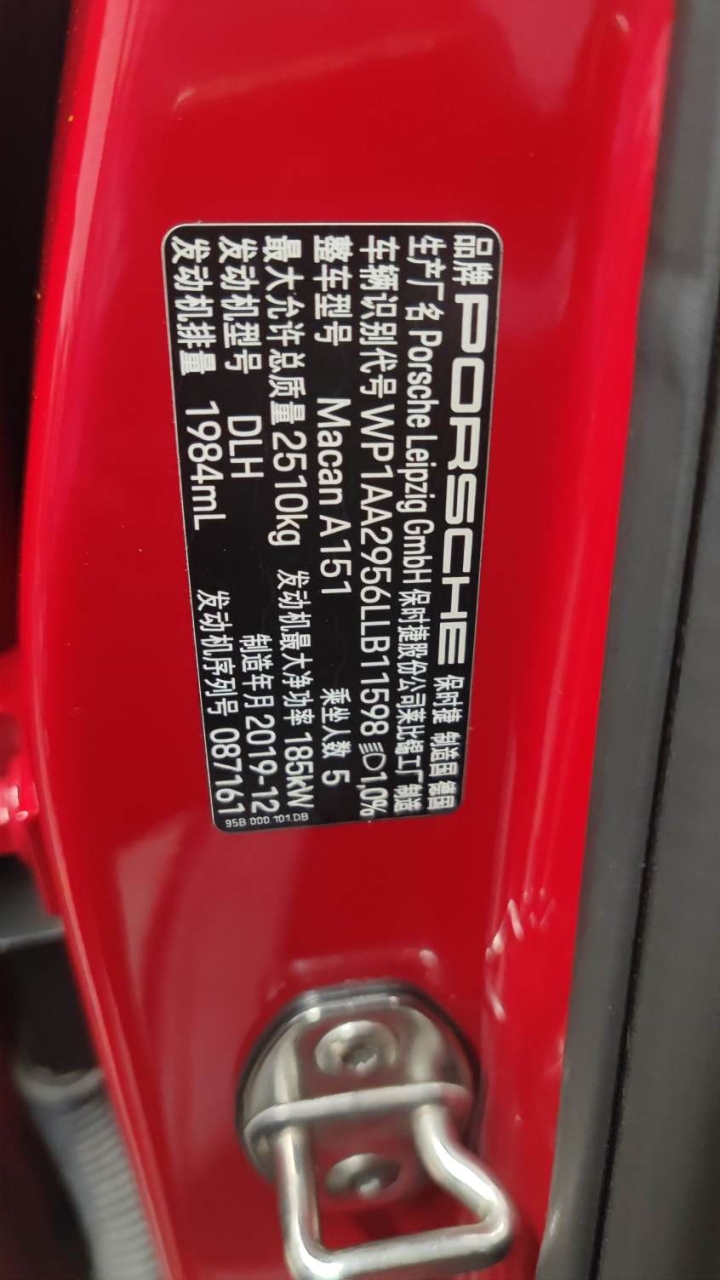 品牌 PORSCHE 保时捷 制造国 德国
生产厂名 Porsche Leipzig GmbH 保时捷股份公司莱比锡工厂制造
车辆识别代号 WP1AA2956LLB11598 1,0%
整车型号 Macan A151 乘坐人数 5
最大允许总质量 2510kg 发动机最大净功率 185kW
发动机型号 DLH 制造年月 2019-12
发动机排量 1984mL 发动机序列号 087161
95B 000 101.DB